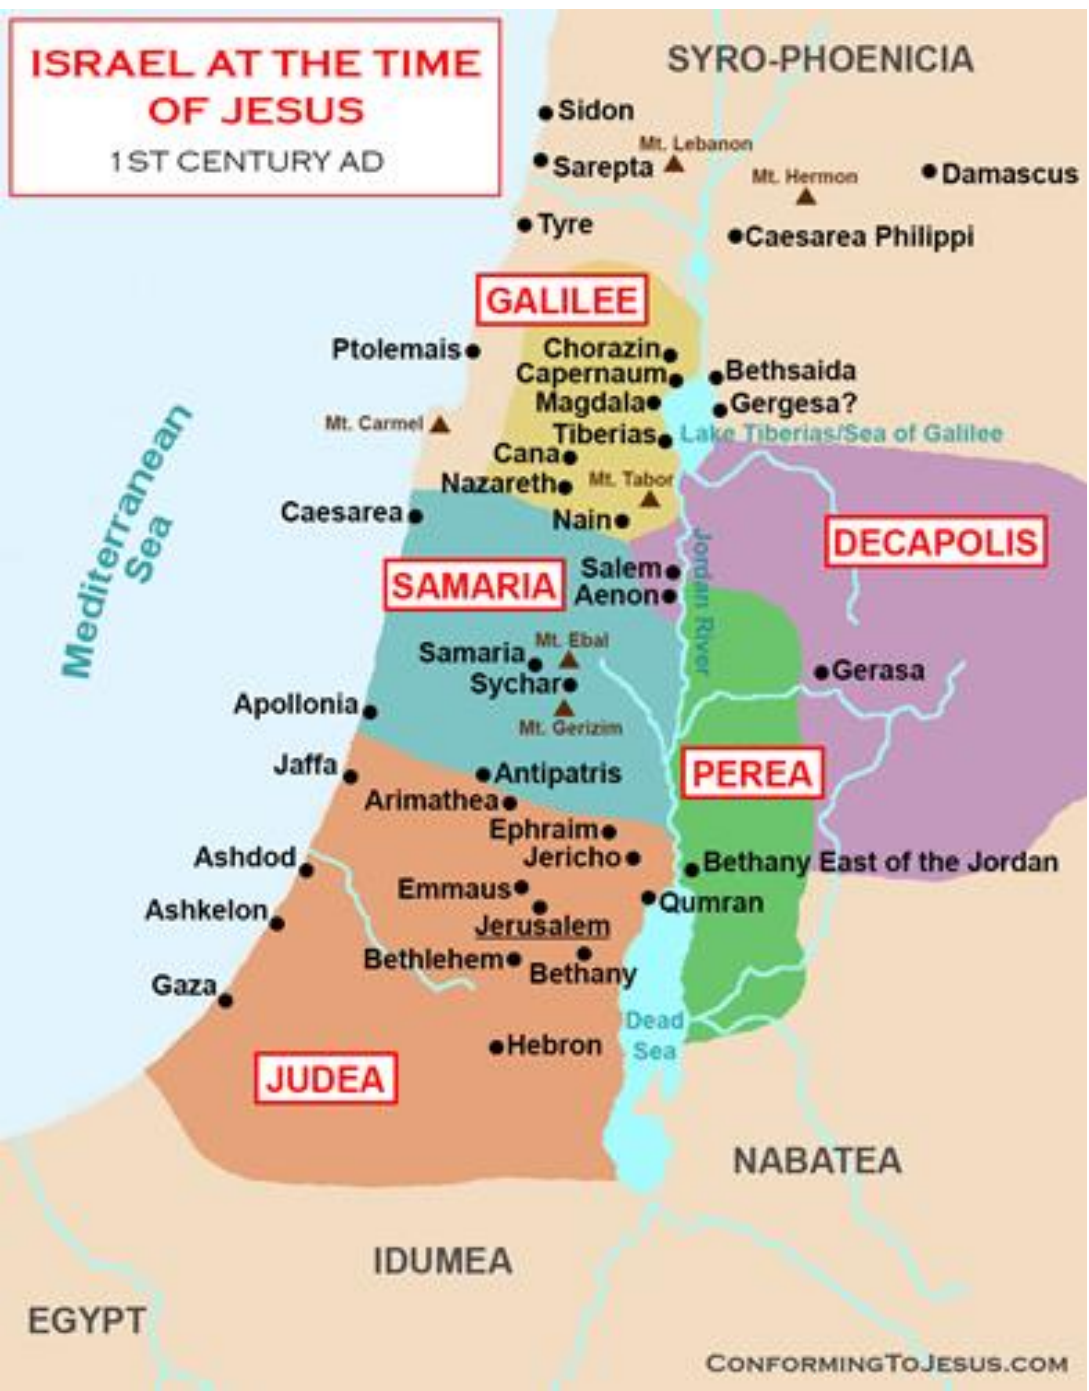 ISRAEL AT THE TIME
OF JESUS
1ST CENTURY AD
SYRO-PHOENICIA
Sidon
Mt. Lebanon
Sarepta
Mt. Hermon
Damascus
Tyre
Caesarea Philippi
GALILEE
Ptolemais
Chorazin
Capernaum
Bethsaida
Magdala
Gergesa?
Mt. Carmel
Tiberias
Lake Tiberias/Sea of Galilee
Cana
Nazareth
Mt. Tabor
Caesarea
Nain
Mediterranean
Sea
DECAPOLIS
Jordan River
SAMARIA
Salem
Aenon
Mt. Ebal
Samaria
Sychar
Gerasa
Apollonia
Mt. Gerizim
Jaffa
Antipatris
PEREA
Arimathea
Ephraim
Ashdod
Jericho
Bethany East of the Jordan
Emmaus
Qumran
Ashkelon
Jerusalem
Bethlehem
Bethany
Gaza
Dead
Sea
Hebron
JUDEA
NABATEA
IDUMEA
EGYPT
CONFORMINGTOJESUS.COM